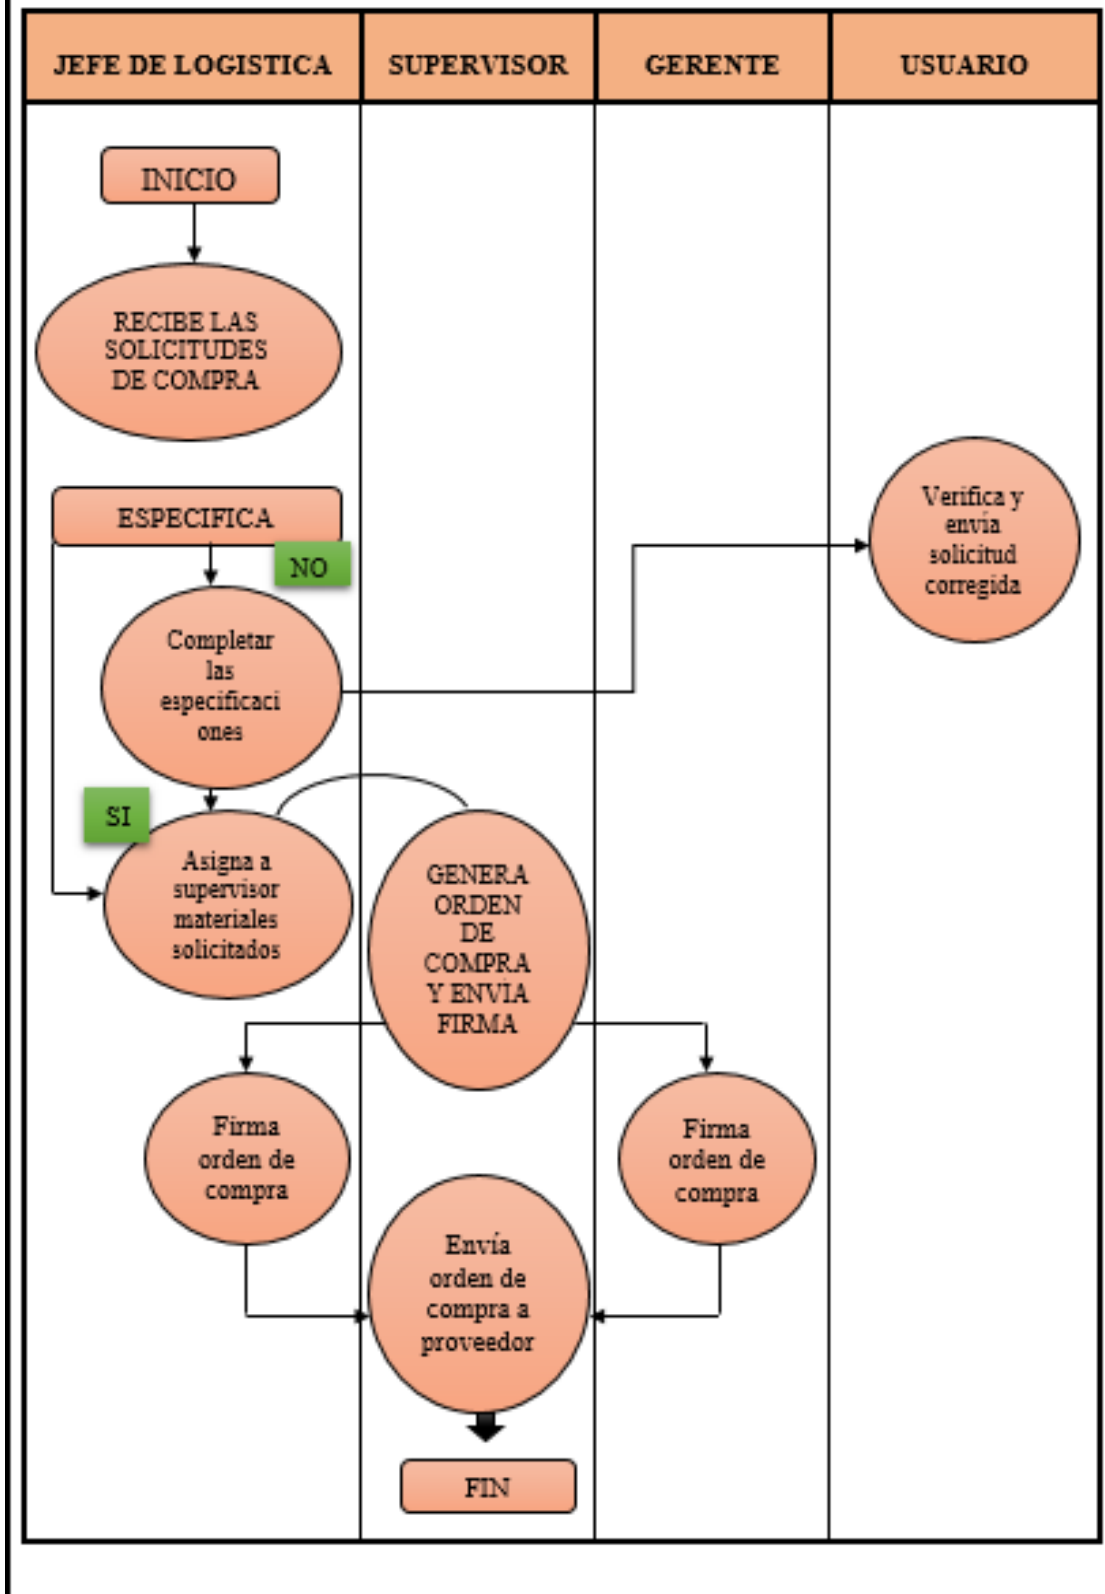 JEFE DE LOGISTICA
SUPERVISOR
GERENTE
USUARIO
INICIO
RECIBE LAS
SOLICITUDES
DE COMPRA
ESPECIFICA
NO
Verifica y
envía
solicitud
corregida
Completar
las
especificaci
ones
SI
Asigna a
supervisor
materiales
solicitados
GENERA
ORDEN
DE
COMPRA
Y ENVIA
FIRMA
Firma
orden de
compra
Firma
orden de
compra
Envía
orden de
compra a
proveedor
FIN